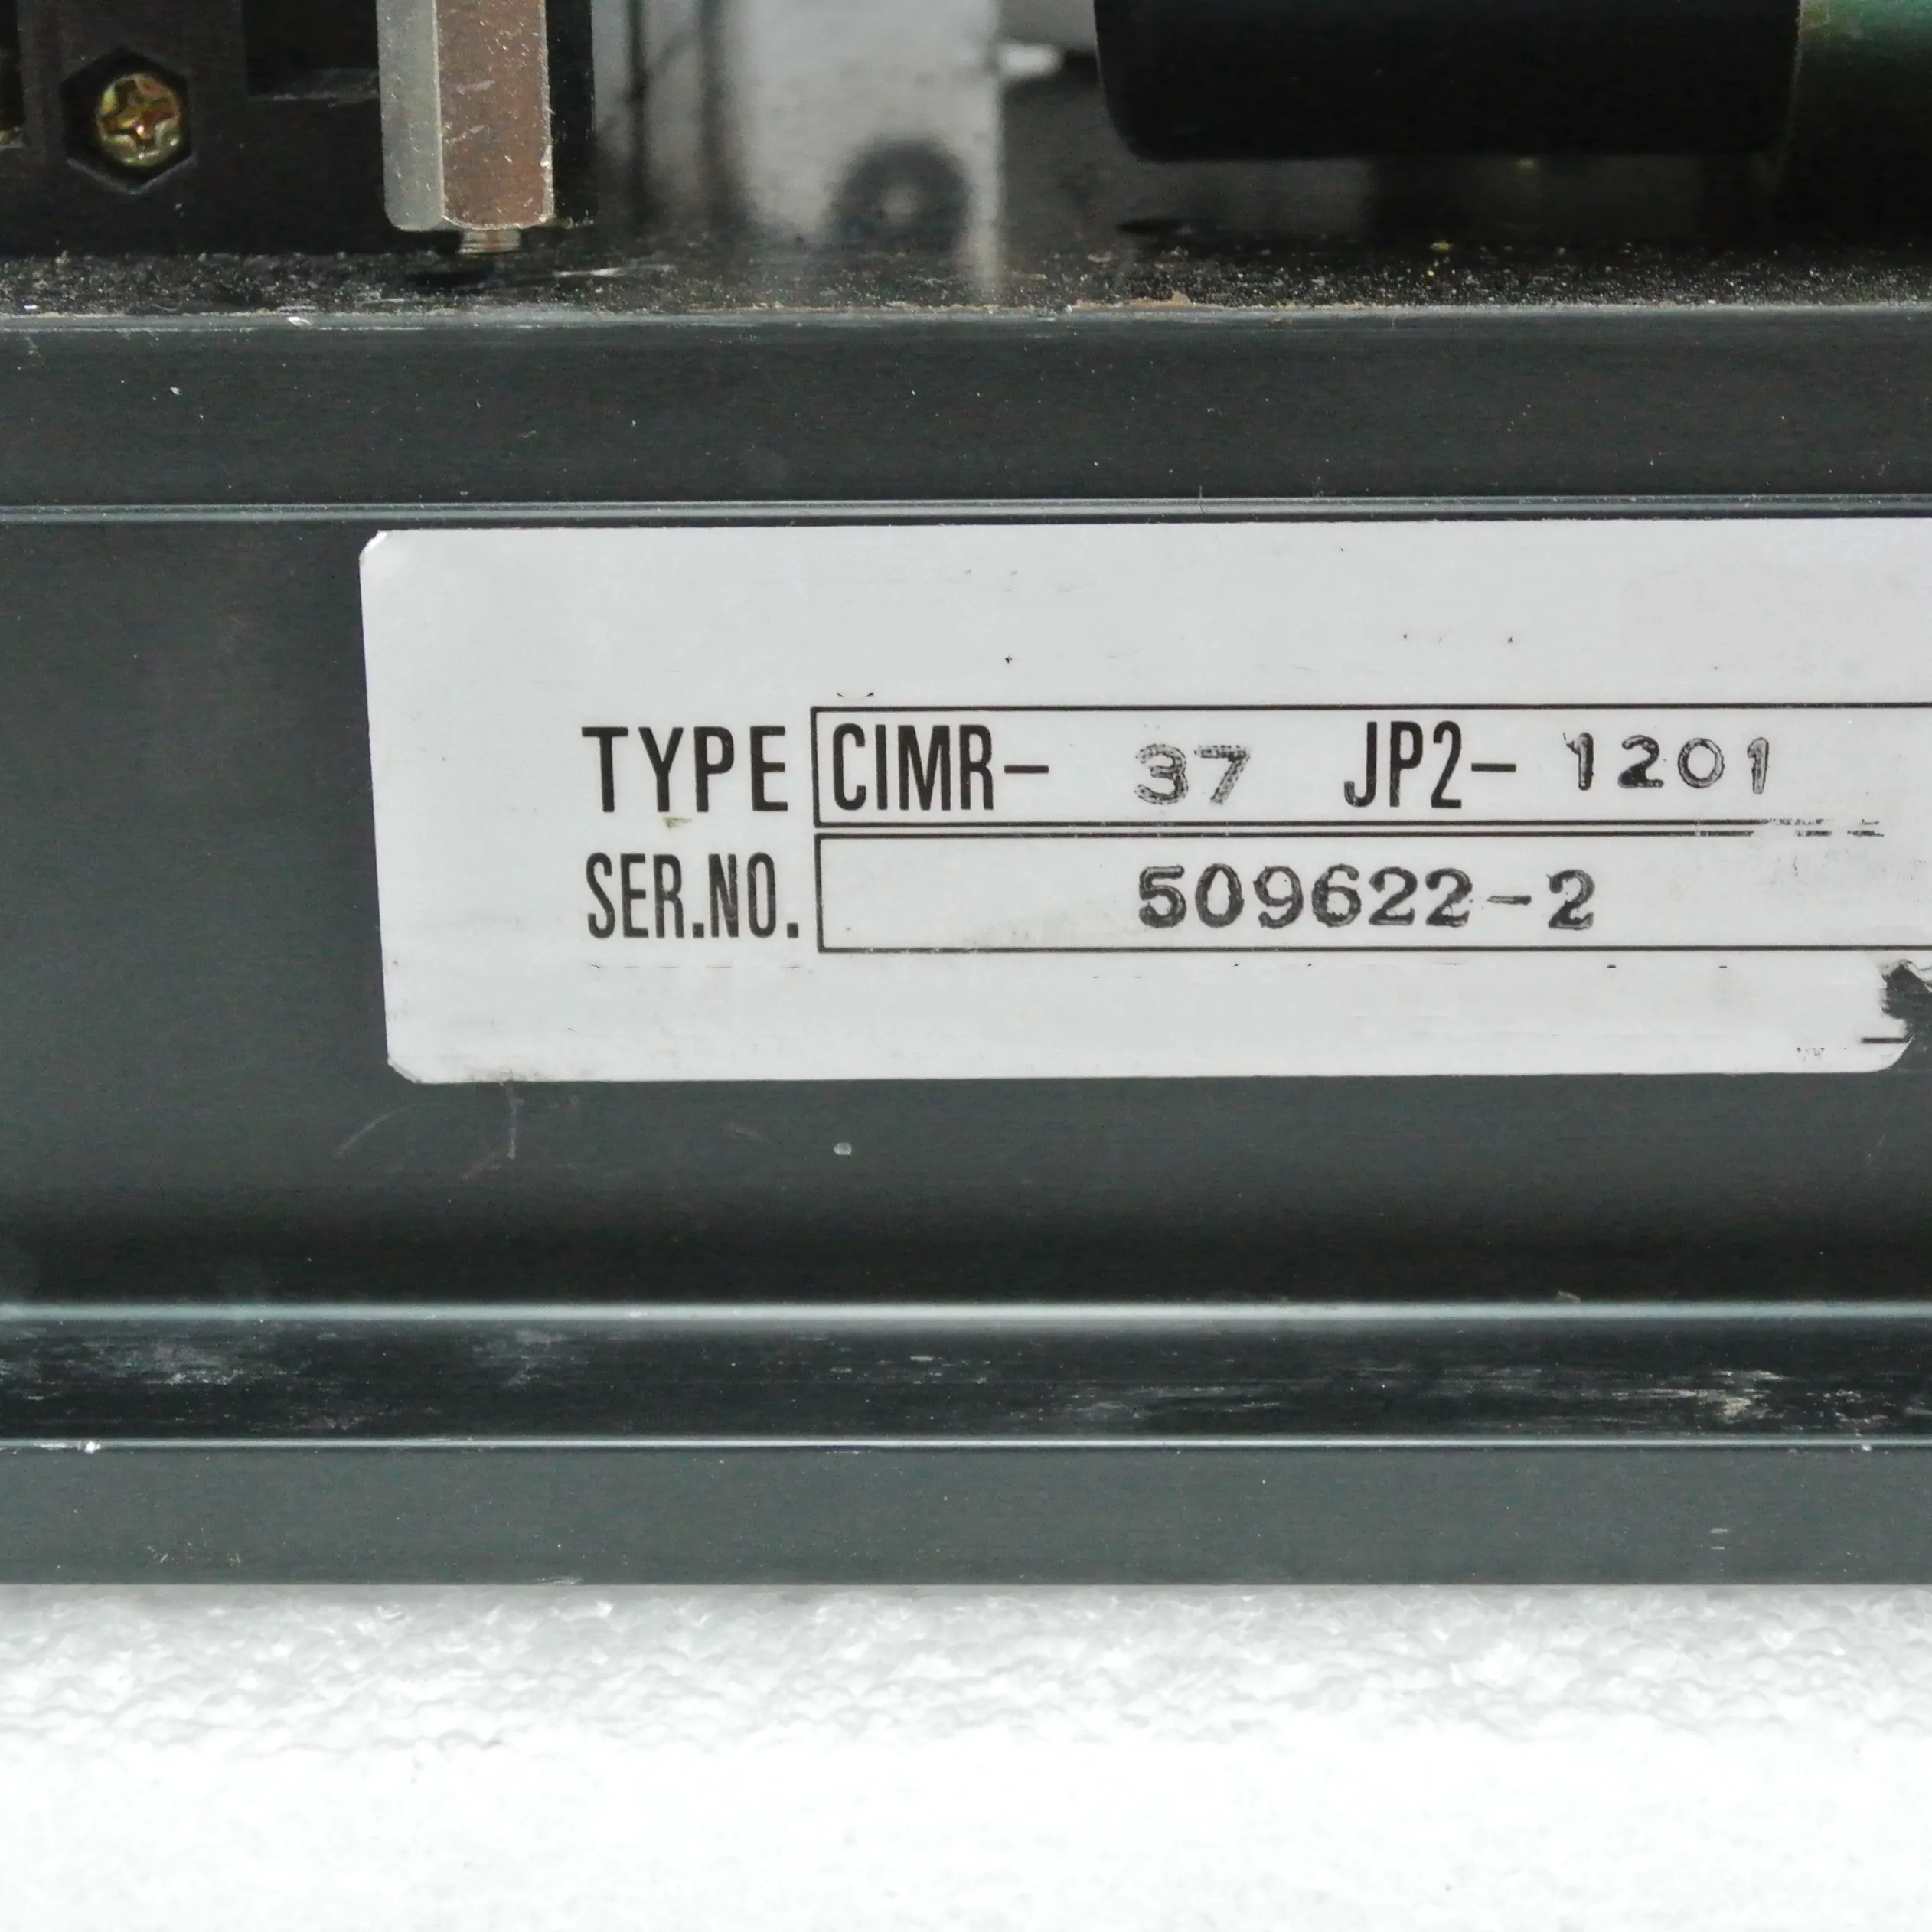 TYPE CIMR- 37 JP2- 1201
SER.NO. 509622-2